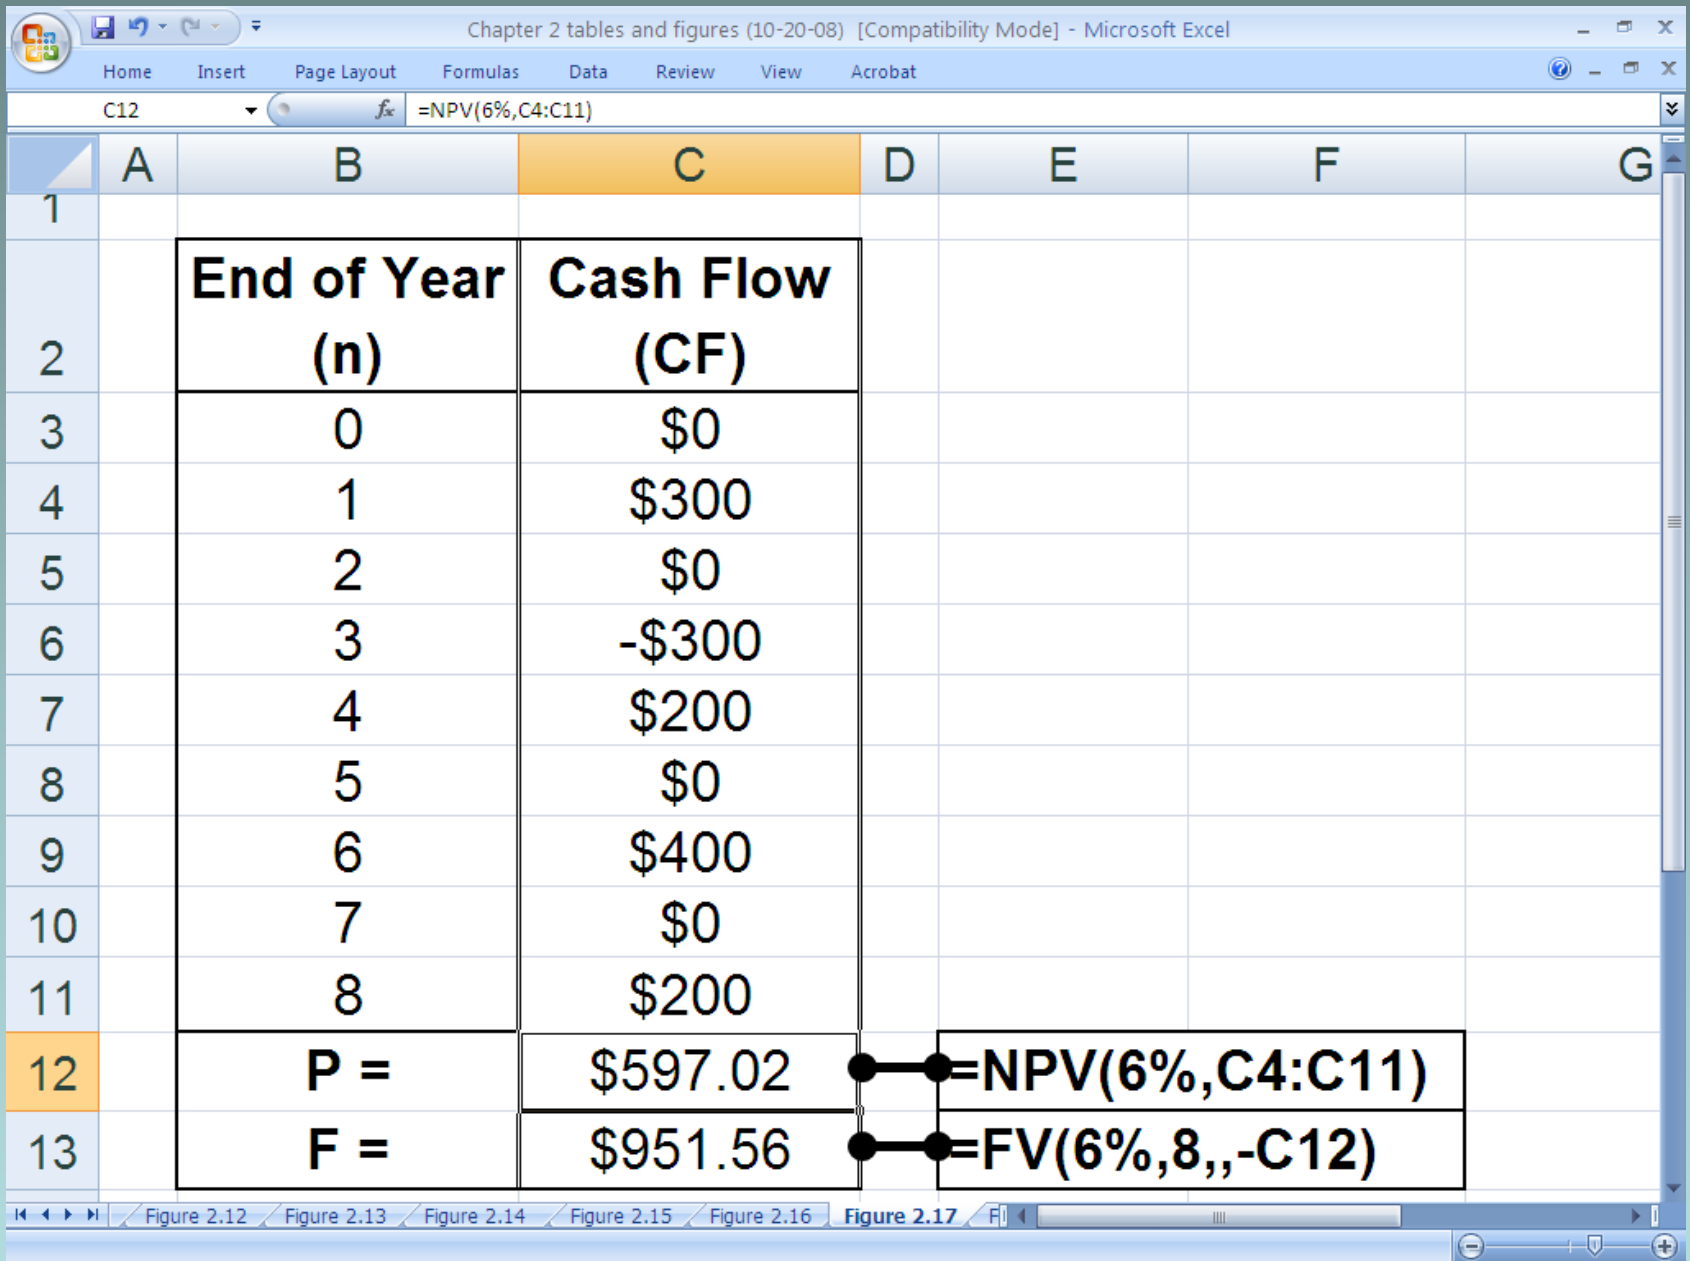 Chapter 2 tables and figures (10-20-08) [Compatibility Mode] - Microsoft Excel
Home Insert Page Layout Formulas Data Review View Acrobat
C12 fx =NPV(6%,C4:C11)
A B C D E F G
1
2 End of Year (n) Cash Flow (CF)
3 0 $0
4 1 $300
5 2 $0
6 3 -$300
7 4 $200
8 5 $0
9 6 $400
10 7 $0
11 8 $200
12 P = $597.02 =NPV(6%,C4:C11)
13 F = $951.56 =FV(6%,8,,-C12)
Figure 2.12 Figure 2.13 Figure 2.14 Figure 2.15 Figure 2.16 Figure 2.17 F